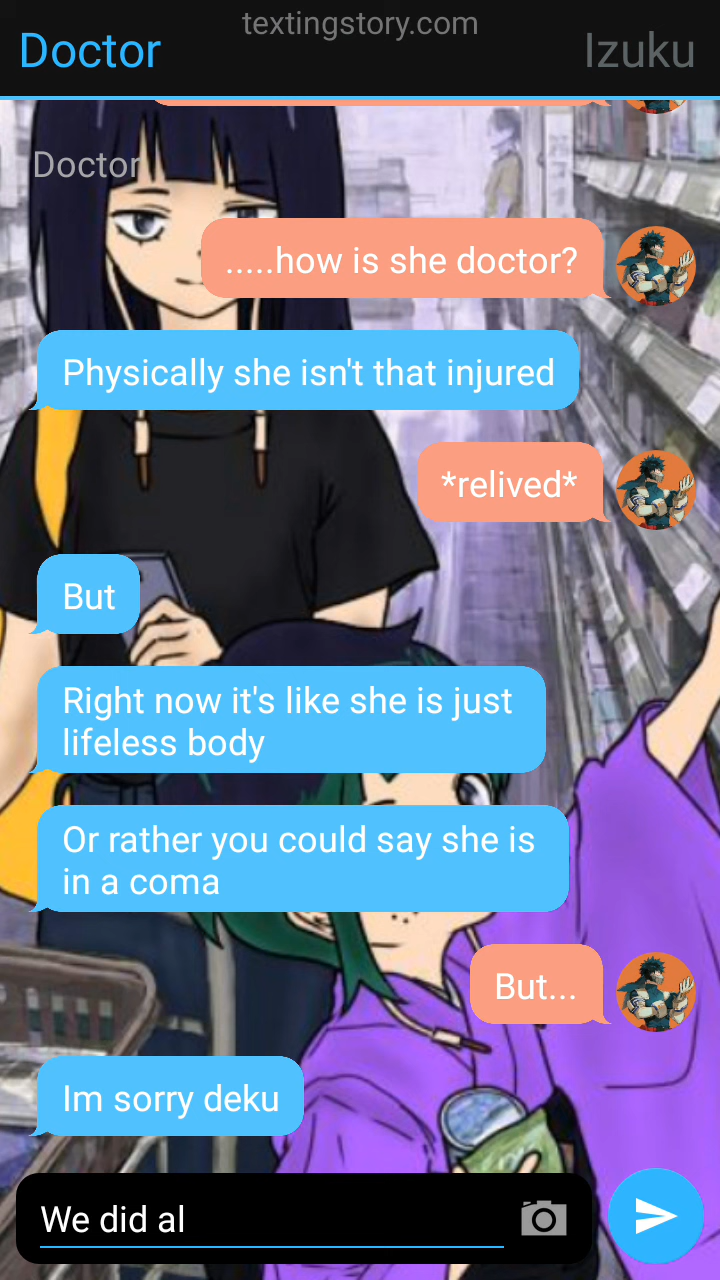 textingstory.com
Doctor
Izuku
Doctor
.....how is she doctor?
Physically she isn't that injured
*relived*
But
Right now it's like she is just
lifeless body
Or rather you could say she is
in a coma
But...
Im sorry deku
We did al